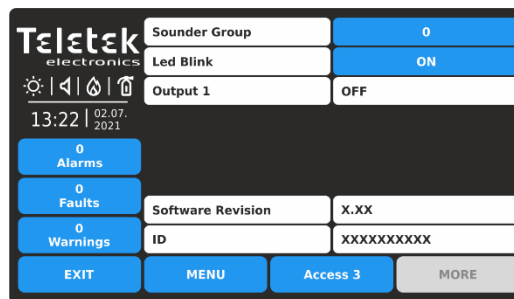 Tεlεtεk
electronics
13:22 | 02.07.
2021
0
Alarms
0
Faults
0
Warnings
Sounder Group 0
Led Blink ON
Output 1 OFF
Software Revision X.XX
ID XXXXXXXXXX
EXIT MENU Access 3 MORE